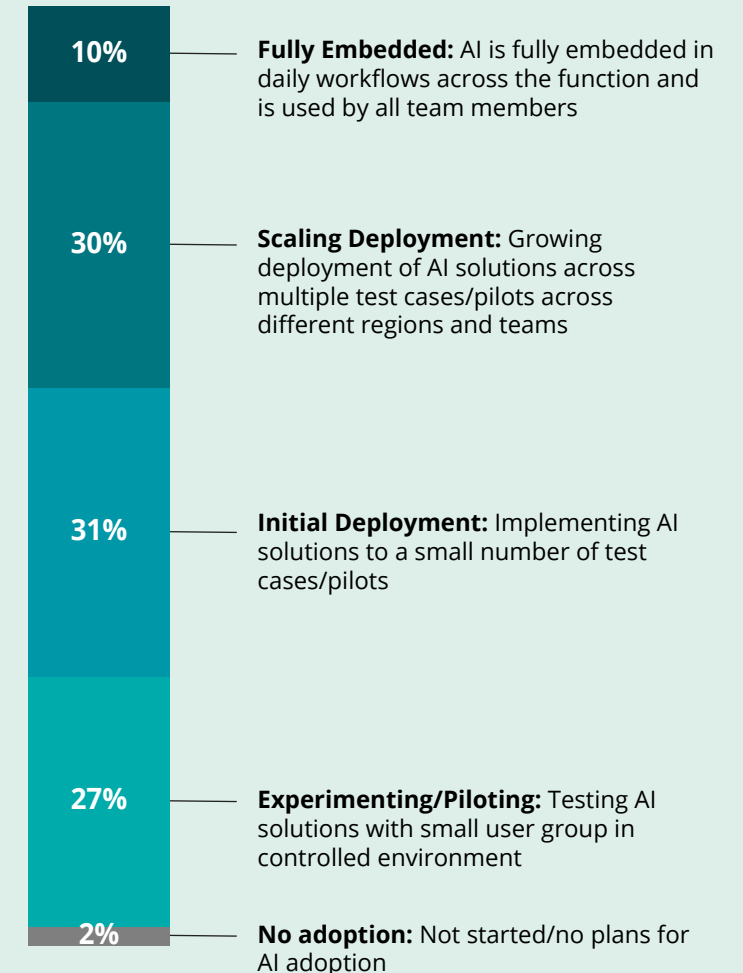 10%
Fully Embedded: AI is fully embedded in
daily workflows across the function and
is used by all team members
30%
Scaling Deployment: Growing
deployment of AI solutions across
multiple test cases/pilots across
different regions and teams
31%
Initial Deployment: Implementing AI
solutions to a small number of test
cases/pilots
27%
Experimenting/Piloting: Testing AI
solutions with small user group in
controlled environment
2%
No adoption: Not started/no plans for
AI adoption